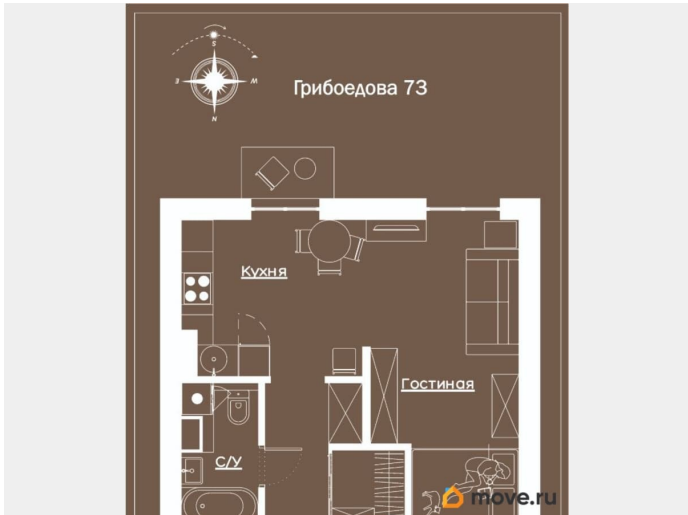 S
E W
N
Грибоедова 73
Кухня
Гостиная
С/У
move.ru